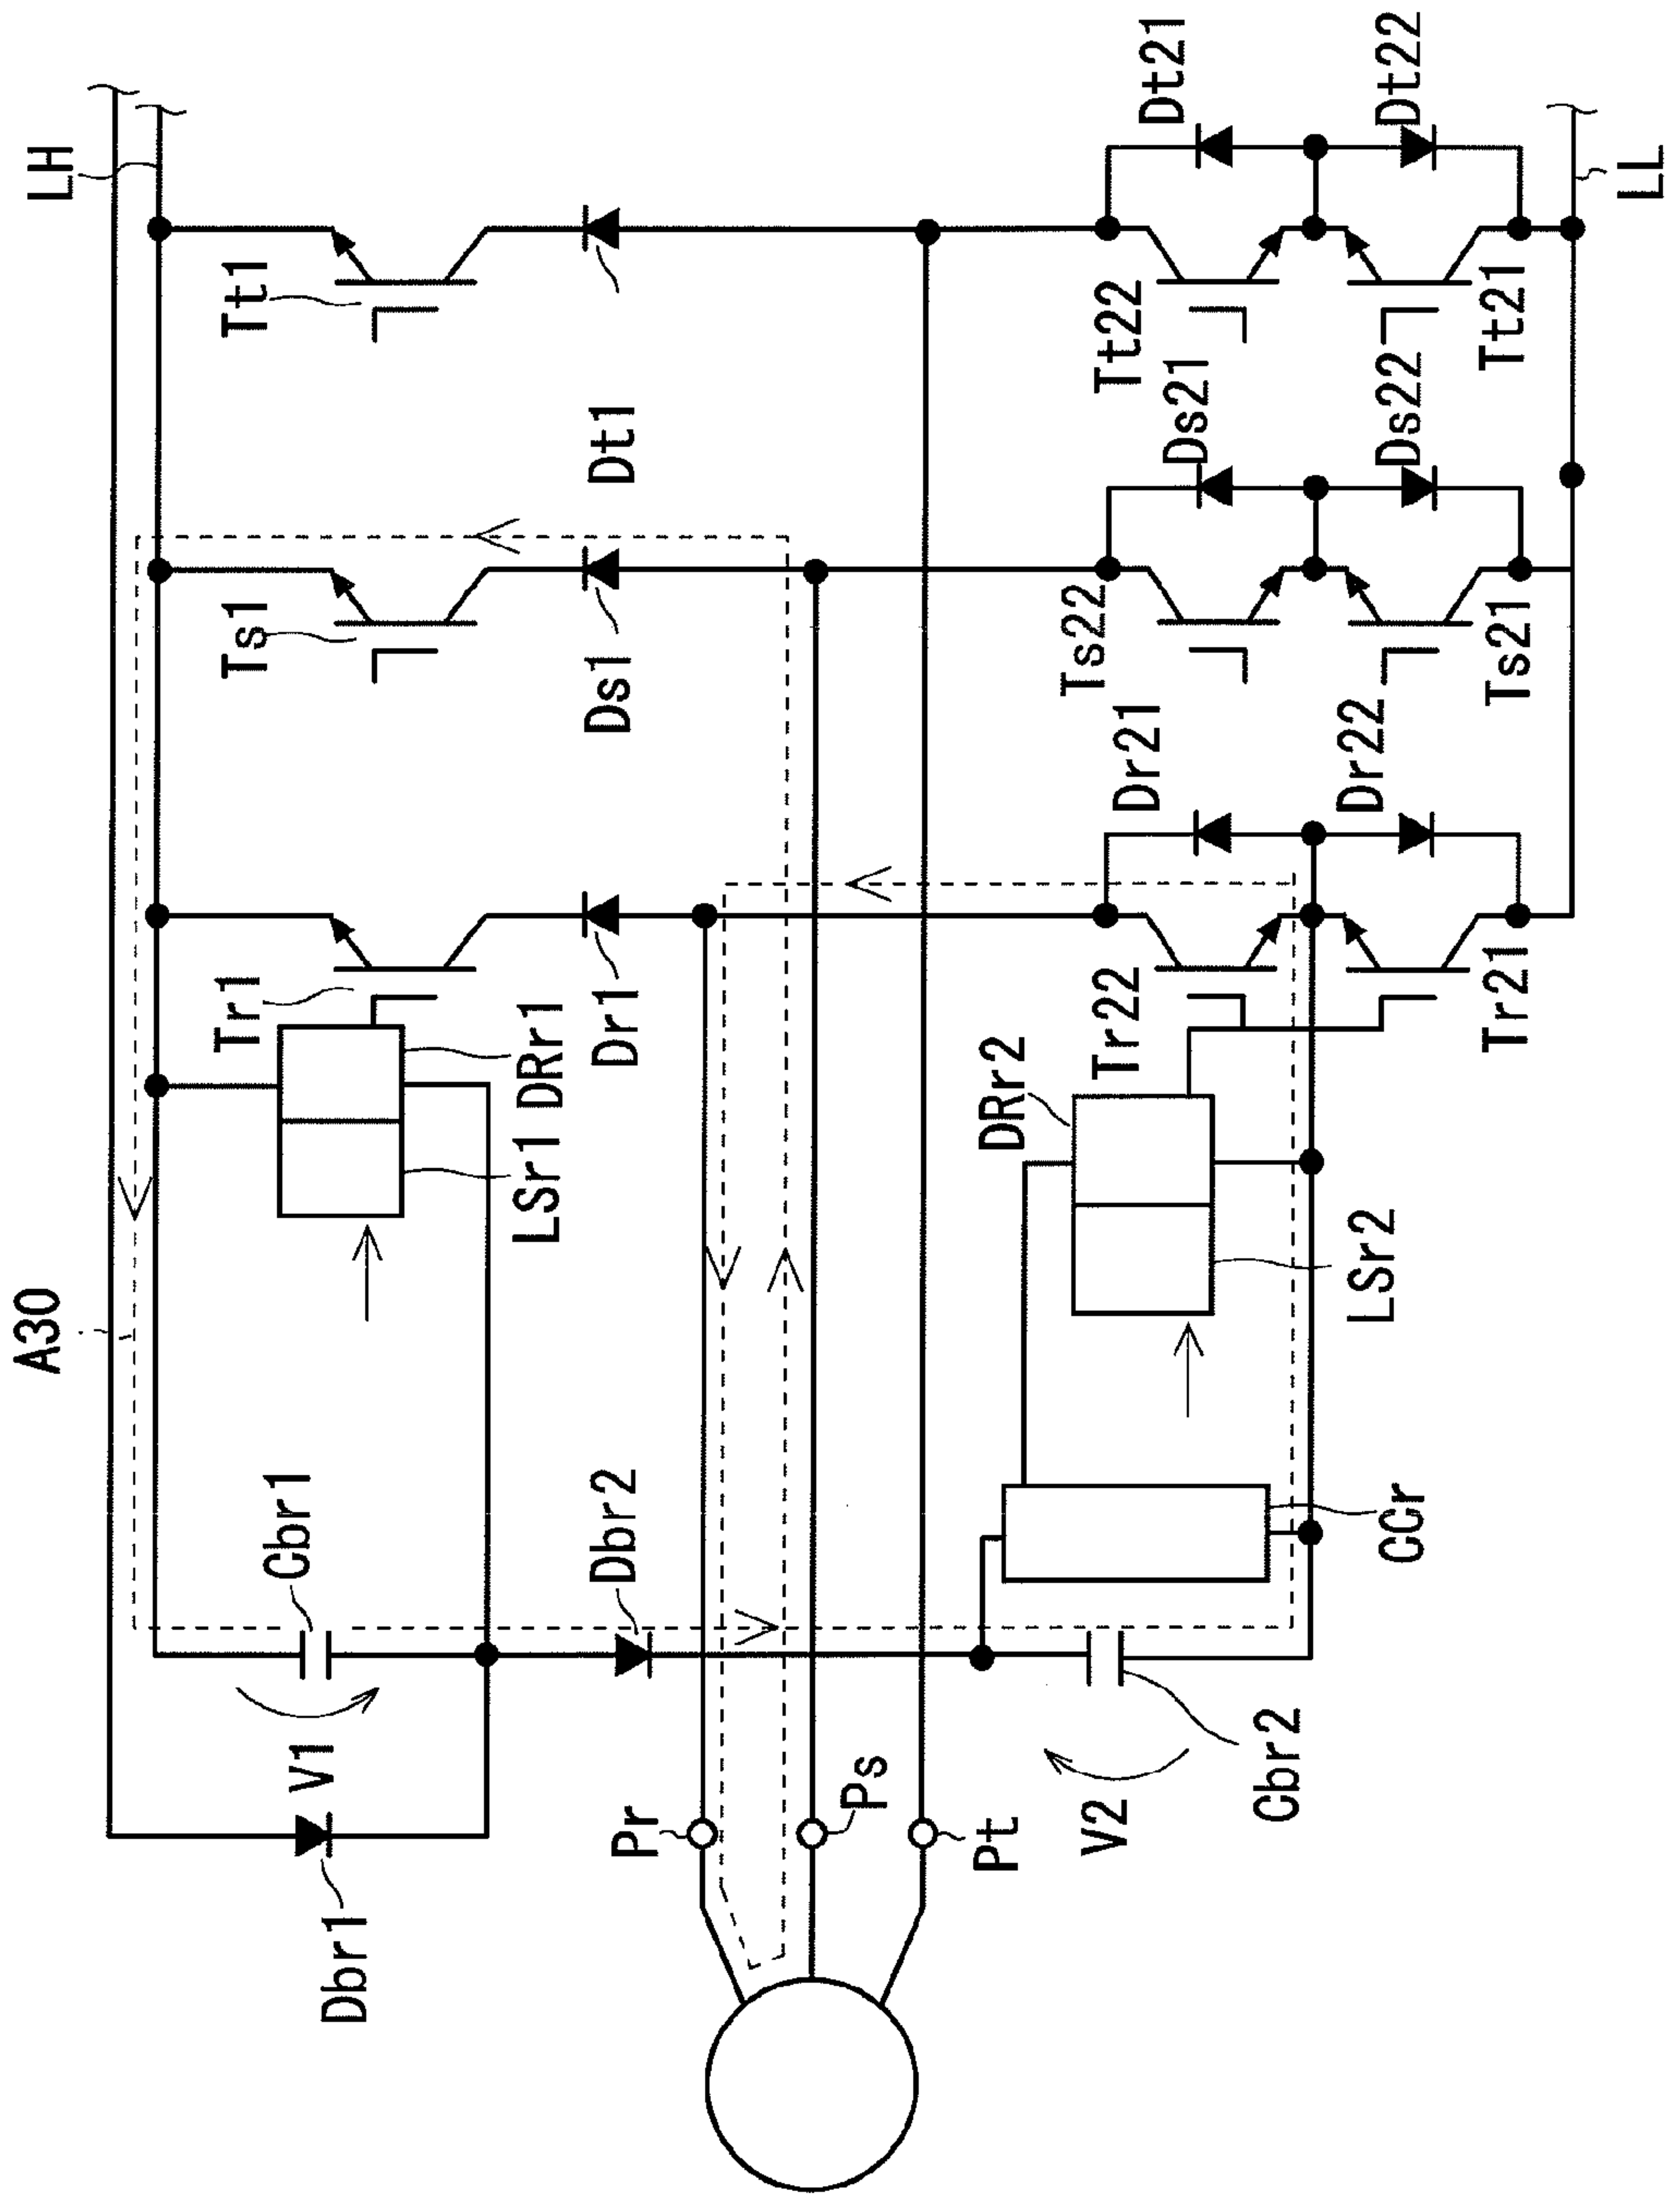 A30
LH
Tr1
Ts1
Tt1
Cbr1
LSr1
DRr1
V1
Dbr1
Dbr2
Dr1
Ds1
Dt1
Pr
Ps
Pt
DRr2
Tr22
Dr21
Ts22
Ds21
Tt22
Dt21
V2
Cbr2
CCr
LSr2
Tr21
Dr22
Ts21
Ds22
Tt21
Dt22
LL